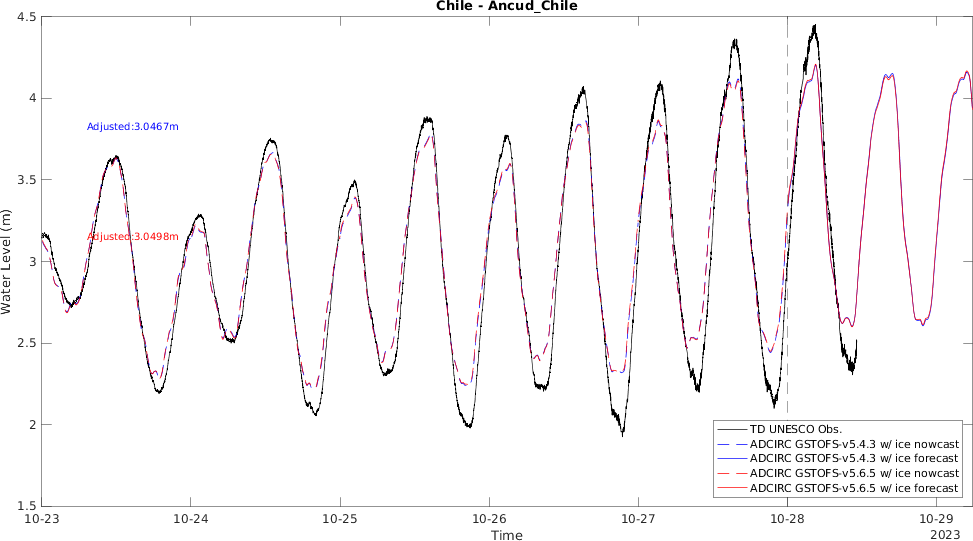 Chile - Ancud_Chile
4.5
4
3.5
3
2.5
2
1.5
Water Level (m)
Adjusted:3.0467m
Adjusted:3.0498m
TD UNESCO Obs.
ADCIRC GSTOFS-v5.4.3 w/ ice nowcast
ADCIRC GSTOFS-v5.4.3 w/ ice forecast
ADCIRC GSTOFS-v5.6.5 w/ ice nowcast
ADCIRC GSTOFS-v5.6.5 w/ ice forecast
10-23 10-24 10-25 10-26 10-27 10-28 10-29
Time
2023